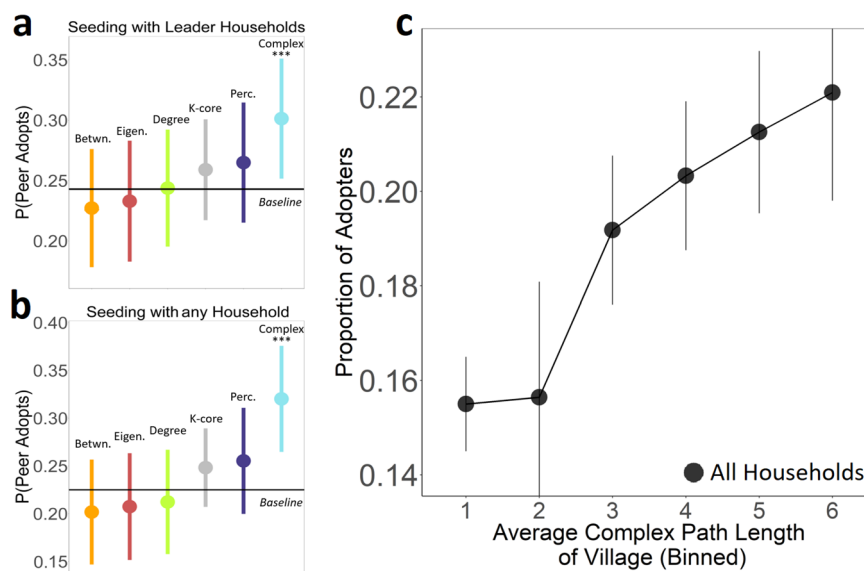 a
Seeding with Leader Households
P(Peer Adopts)
0.35
0.30
0.25
0.20
Betwn.
Eigen.
Degree
K-core
Perc.
Complex
***
Baseline
b
Seeding with any Household
P(Peer Adopts)
0.40
0.35
0.30
0.25
0.20
0.15
Betwn.
Eigen.
Degree
K-core
Perc.
Complex
***
Baseline
c
Proportion of Adopters
0.22
0.20
0.18
0.16
0.14
All Households
1 2 3 4 5 6
Average Complex Path Length
of Village (Binned)